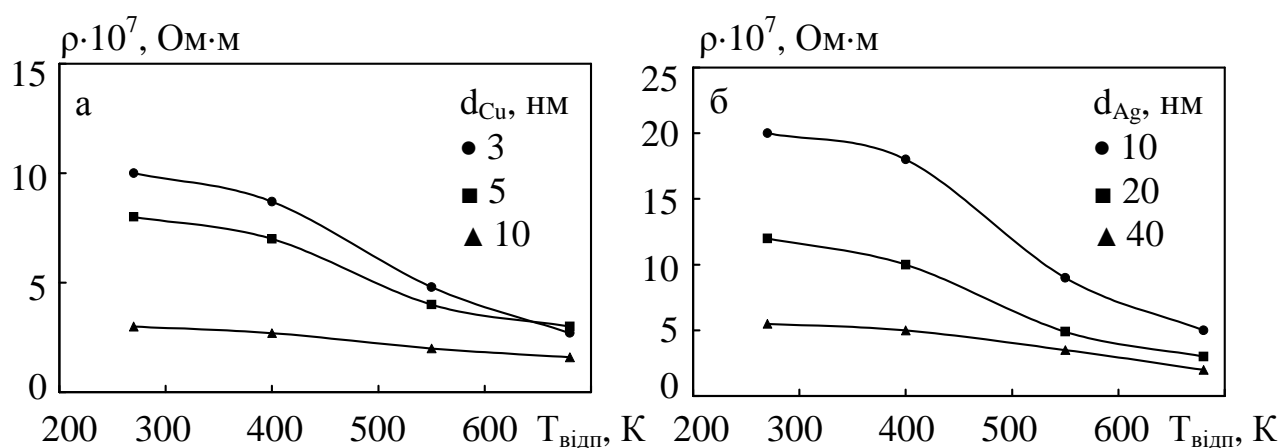 ρ·10⁷, Ом·м
15
10
5
0
а
d_Cu, нм
● 3
■ 5
▲ 10
200 300 400 500 600 T_відп, К
ρ·10⁷, Ом·м
25
20
15
10
5
0
б
d_Ag, нм
● 10
■ 20
▲ 40
200 300 400 500 600 T_відп, К